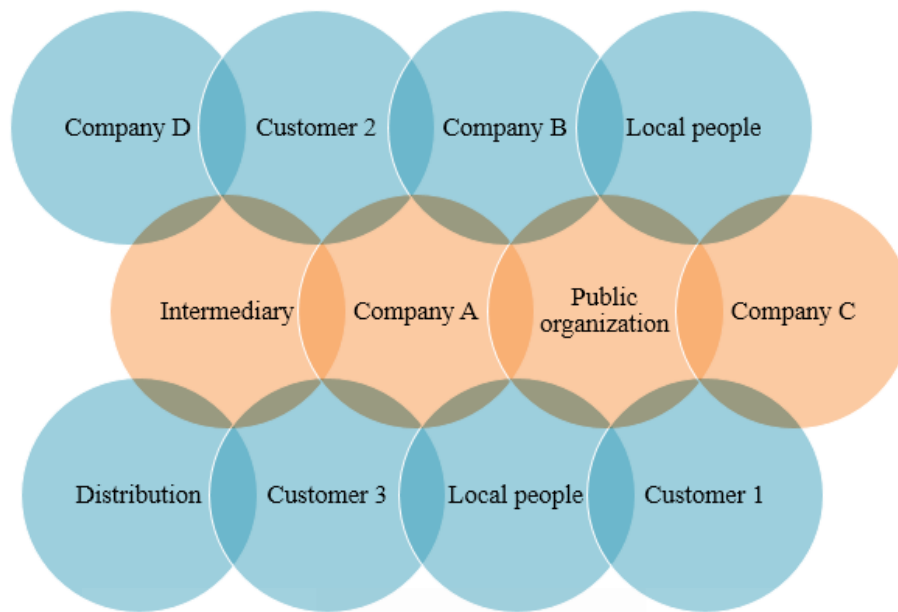 Company D
Customer 2
Company B
Local people
Intermediary
Company A
Public
organization
Company C
Distribution
Customer 3
Local people
Customer 1